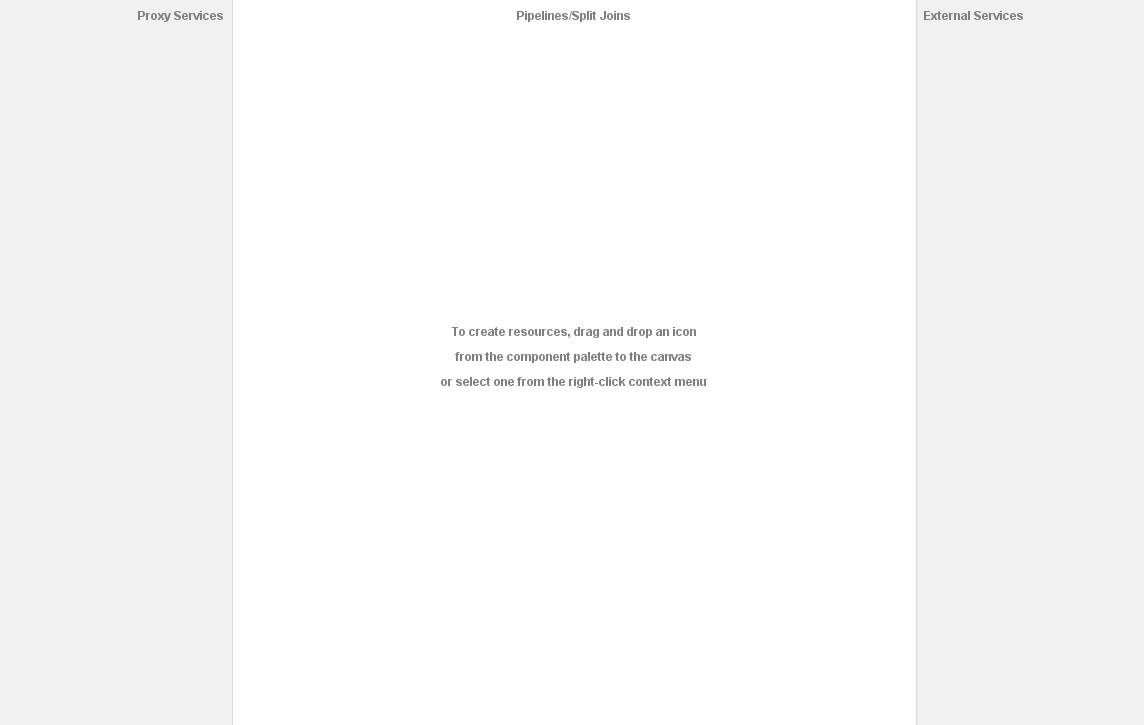 Proxy Services
Pipelines/Split Joins
External Services
To create resources, drag and drop an icon
from the component palette to the canvas
or select one from the right-click context menu